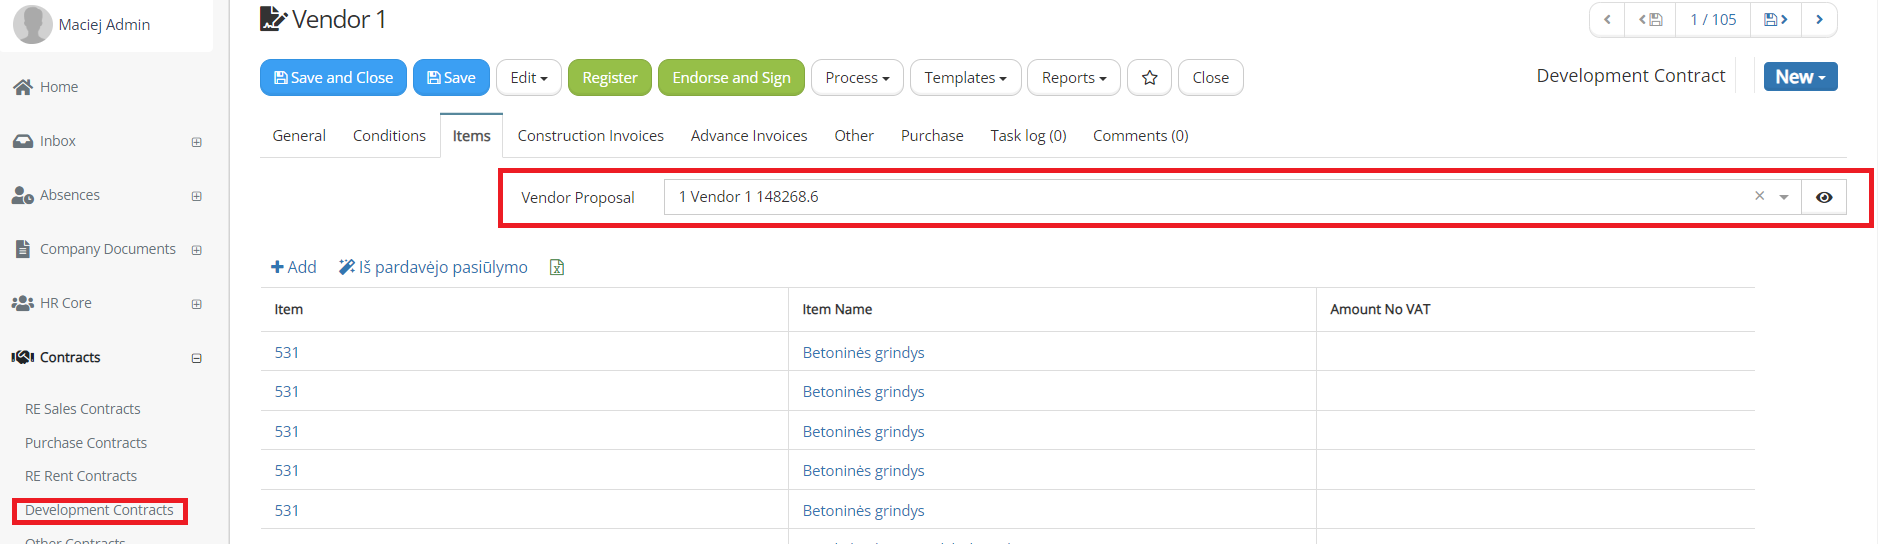 Maciej Admin
Home
Inbox
Absences
Company Documents
HR Core
Contracts
RE Sales Contracts
Purchase Contracts
RE Rent Contracts
Development Contracts
Other Contracts
Vendor 1
1 / 105
Save and Close Save Edit Register Endorse and Sign Process Templates Reports Close
Development Contract New
General Conditions Items Construction Invoices Advance Invoices Other Purchase Task log (0) Comments (0)
Vendor Proposal 1 Vendor 1 148268.6
Add Iš pardavėjo pasiūlymo
Item Item Name Amount No VAT
531 Betoninės grindys
531 Betoninės grindys
531 Betoninės grindys
531 Betoninės grindys
531 Betoninės grindys